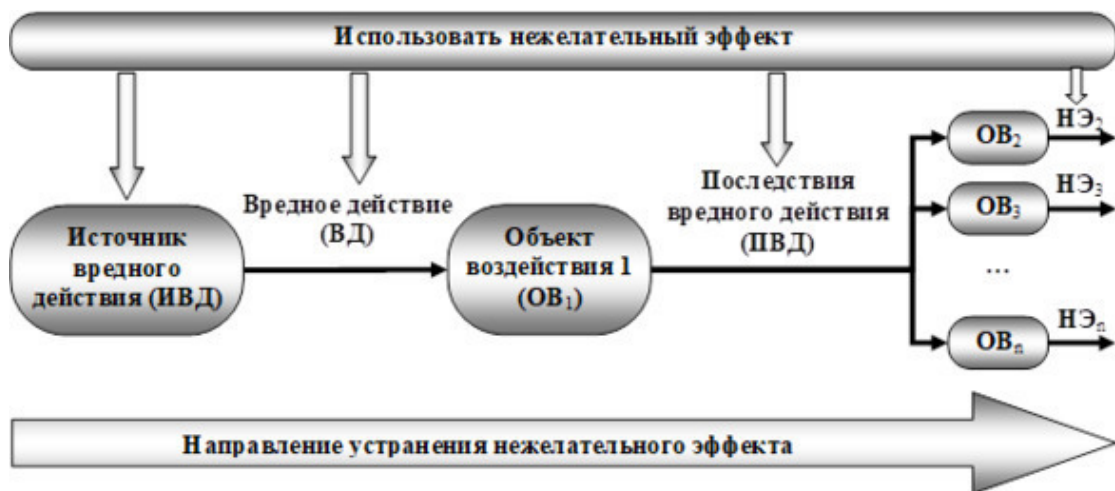 Использовать нежелательный эффект
Источник
вредного
действия (ИВД)
Вредное действие
(ВД)
Объект
воздействия 1
(ОВ₁)
Последствия
вредного действия
(ПВД)
ОВ₂
НЭ₂
ОВ₃
НЭ₃
...
ОВₙ
НЭₙ
Направление устранения нежелательного эффекта